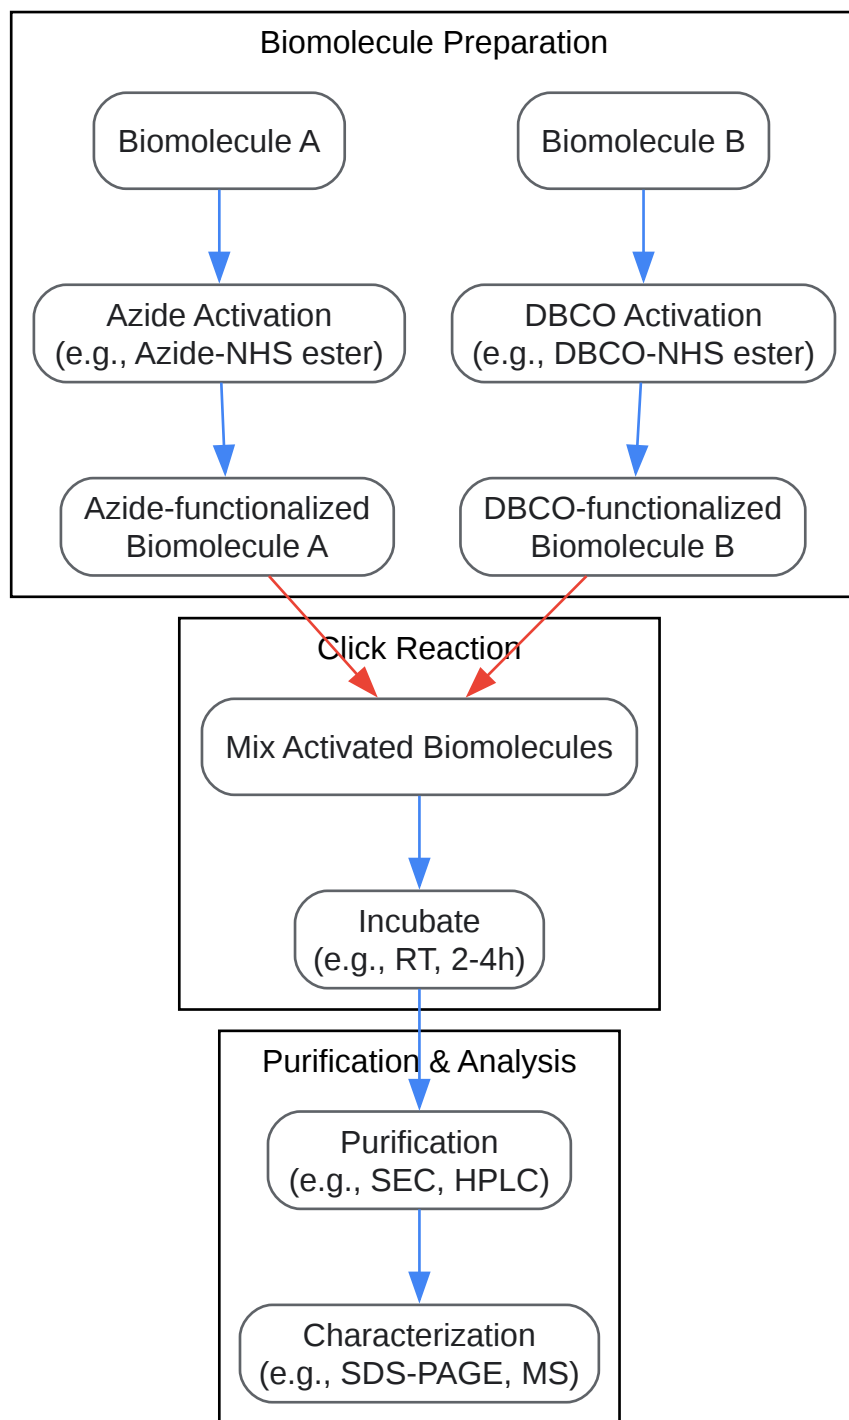 Biomolecule Preparation
Biomolecule A
Biomolecule B
Azide Activation
(e.g., Azide-NHS ester)
DBCO Activation
(e.g., DBCO-NHS ester)
Azide-functionalized
Biomolecule A
DBCO-functionalized
Biomolecule B
Click Reaction
Mix Activated Biomolecules
Incubate
(e.g., RT, 2-4h)
Purification & Analysis
Purification
(e.g., SEC, HPLC)
Characterization
(e.g., SDS-PAGE, MS)